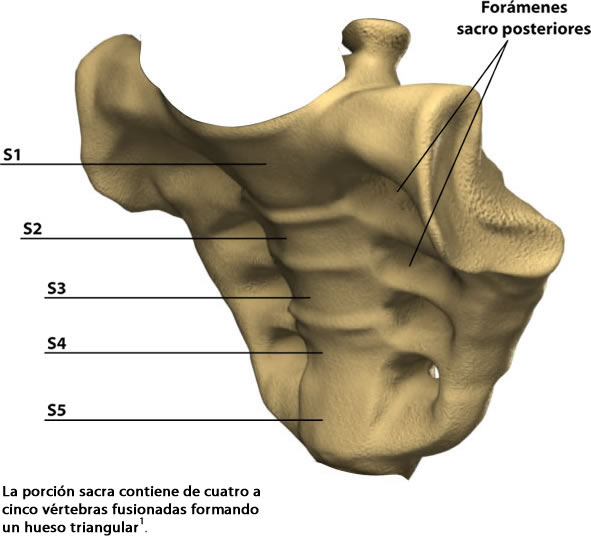 Forámenes
sacro posteriores
S1
S2
S3
S4
S5
La porción sacra contiene de cuatro a
cinco vértebras fusionadas formando
un hueso triangular¹.